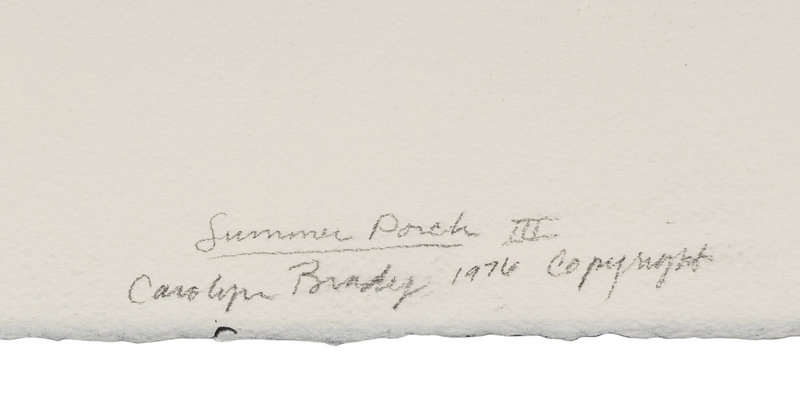 Summer Porch III
Carolyn Brady 1976 Copyright